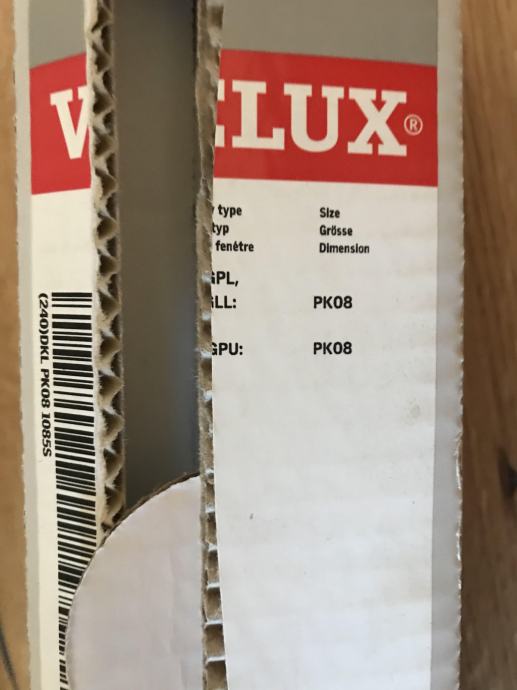 V ELUX®
type Size
typ Grösse
fenêtre Dimension
GPL,
LL: PK08
GPU: PK08
(240)DKL PK08 1085S